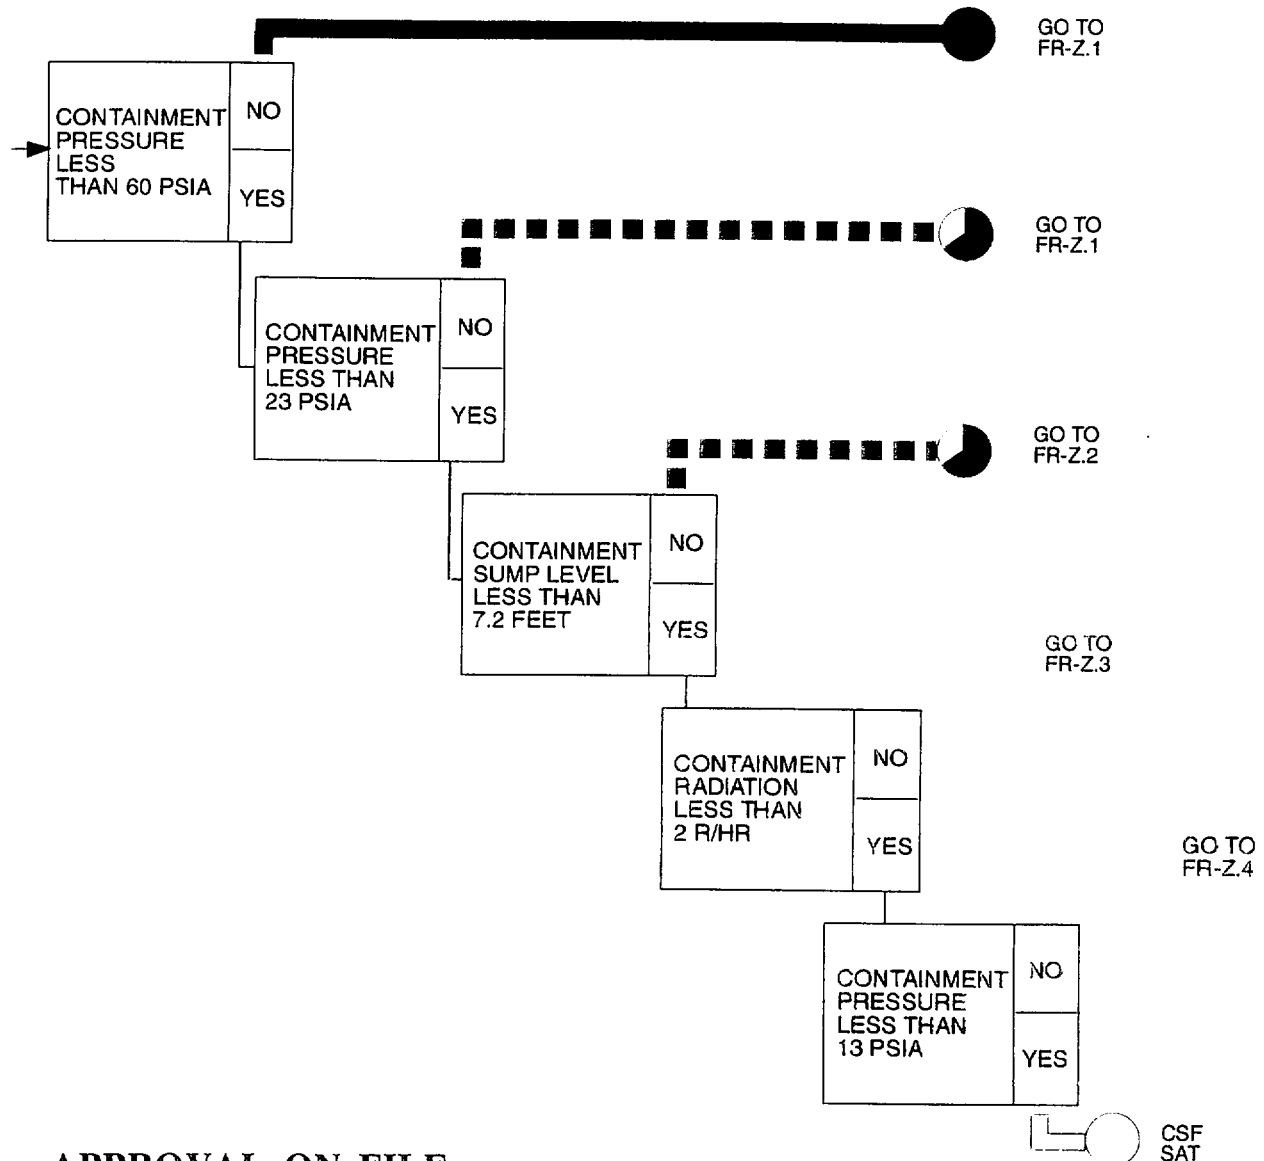 GO TO
FR-Z.1
CONTAINMENT
PRESSURE
LESS
THAN 60 PSIA
NO
YES
GO TO
FR-Z.1
CONTAINMENT
PRESSURE
LESS THAN
23 PSIA
NO
YES
GO TO
FR-Z.2
CONTAINMENT
SUMP LEVEL
LESS THAN
7.2 FEET
NO
YES
GO TO
FR-Z.3
CONTAINMENT
RADIATION
LESS THAN
2 R/HR
NO
YES
GO TO
FR-Z.4
CONTAINMENT
PRESSURE
LESS THAN
13 PSIA
NO
YES
CSF
SAT
APPROVAL ON FILE